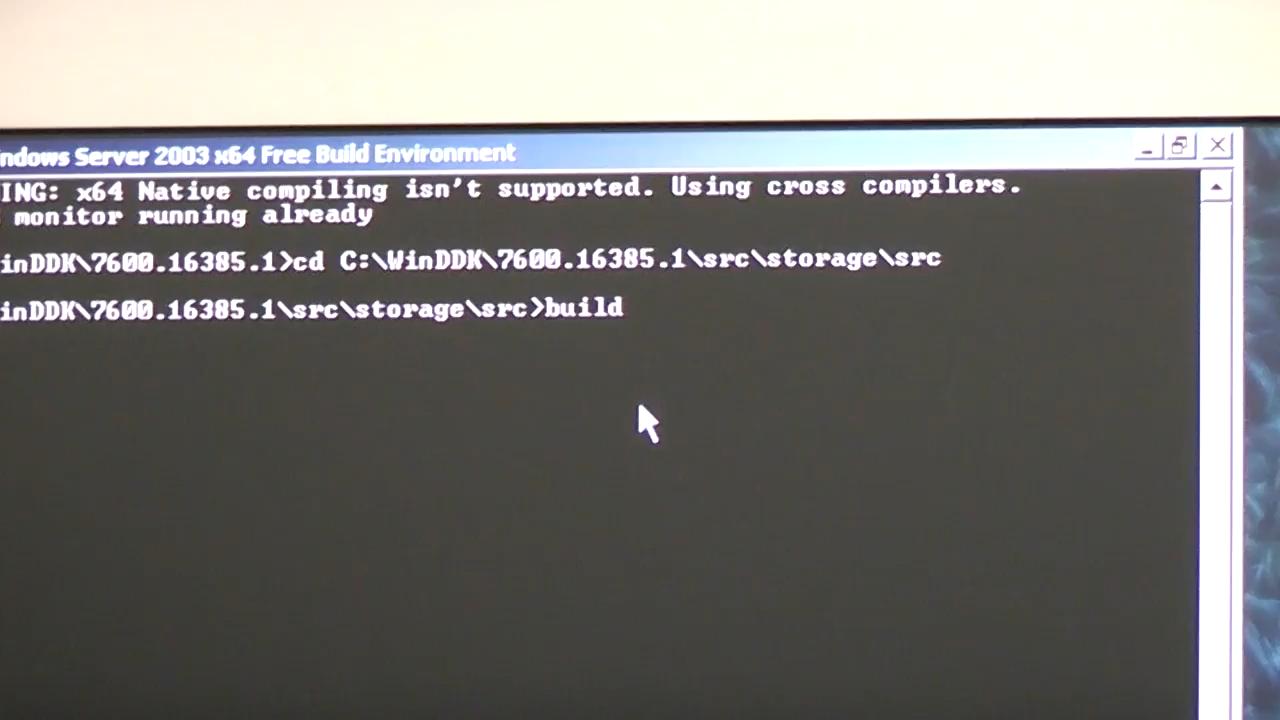 ndows Server 2003 x64 Free Build Environment
ING: x64 Native compiling isn't supported. Using cross compilers.
monitor running already
inDDK\7600.16385.1>cd C:\WinDDK\7600.16385.1\src\storage\src
inDDK\7600.16385.1\src\storage\src>build